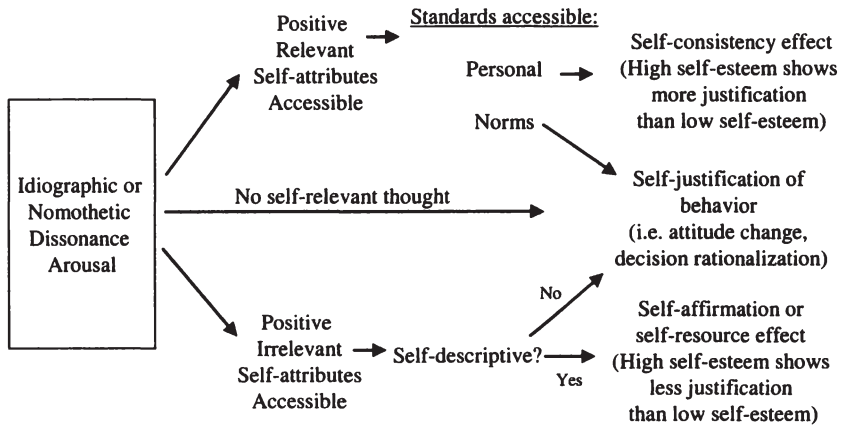 Positive
Relevant
Self-attributes
Accessible
Standards accessible:
Personal
Norms
Self-consistency effect
(High self-esteem shows
more justification
than low self-esteem)
Idiographic or
Nomothetic
Dissonance
Arousal
No self-relevant thought
Self-justification of
behavior
(i.e. attitude change,
decision rationalization)
Positive
Irrelevant
Self-attributes
Accessible
Self-descriptive?
No
Yes
Self-affirmation or
self-resource effect
(High self-esteem shows
less justification
than low self-esteem)